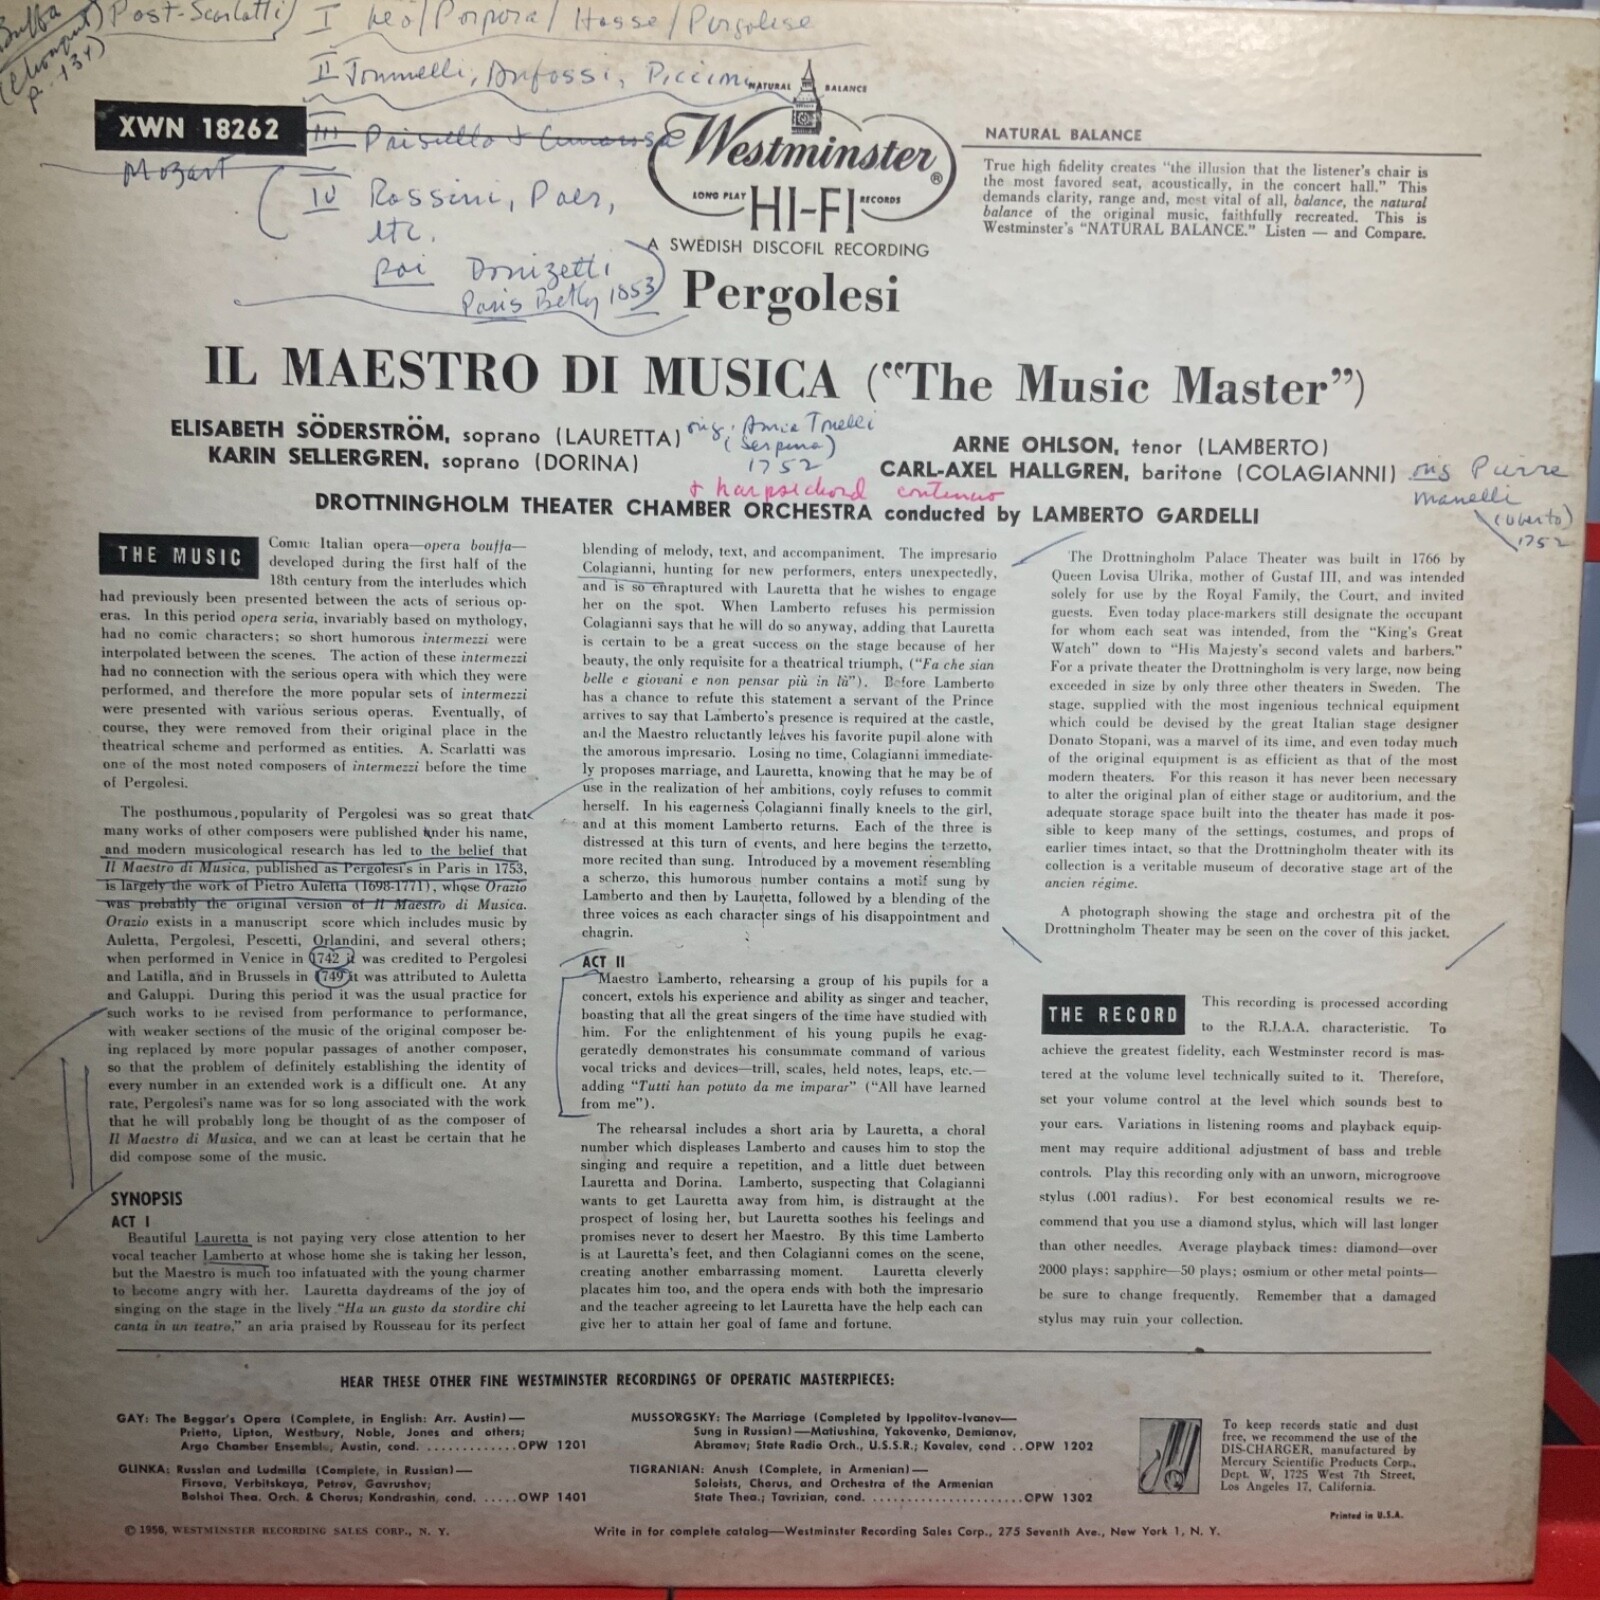 Buffa
Post-Scarlatti
I Leo/Porpora/Hasse/Pergolese
p. 134)
II Jommelli, Anfossi, Piccinni
III Paisiello + Cimarosa
Mozart
IV Rossini, Paer,
etc.
poi Donizetti
Paris Betly 1853
XWN 18262
NATURAL BALANCE
Westminster®
LONG PLAY HI-FI RECORDS
A SWEDISH DISCOFIL RECORDING
NATURAL BALANCE
True high fidelity creates "the illusion that the listener's chair is
the most favored seat, acoustically, in the concert hall." This
demands clarity, range and, most vital of all, balance, the natural
balance of the original music, faithfully recreated. This is
Westminster's "NATURAL BALANCE." Listen — and Compare.
Pergolesi
IL MAESTRO DI MUSICA ("The Music Master")
ELISABETH SÖDERSTRÖM, soprano (LAURETTA)
KARIN SELLERGREN, soprano (DORINA)
orig. Anna Tonelli
(Serpina)
1752
ARNE OHLSON, tenor (LAMBERTO)
CARL-AXEL HALLGREN, baritone (COLAGIANNI)
orig Pierre
Manelli
(Uberto)
1752
+ harpsichord continuo
DROTTNINGHOLM THEATER CHAMBER ORCHESTRA conducted by LAMBERTO GARDELLI
THE MUSIC
Comic Italian opera—opera bouffa—
developed during the first half of the
18th century from the interludes which
had previously been presented between the acts of serious op-
eras. In this period opera seria, invariably based on mythology,
had no comic characters; so short humorous intermezzi were
interpolated between the scenes. The action of these intermezzi
had no connection with the serious opera with which they were
performed, and therefore the more popular sets of intermezzi
were presented with various serious operas. Eventually, of
course, they were removed from their original place in the
theatrical scheme and performed as entities. A. Scarlatti was
one of the most noted composers of intermezzi before the time
of Pergolesi.
The posthumous popularity of Pergolesi was so great that
many works of other composers were published under his name,
and modern musicological research has led to the belief that
Il Maestro di Musica, published as Pergolesi's in Paris in 1753,
is largely the work of Pietro Auletta (1698-1771), whose Orazio
was probably the original version of Il Maestro di Musica.
Orazio exists in a manuscript score which includes music by
Auletta, Pergolesi, Pescetti, Orlandini, and several others;
when performed in Venice in 1742 it was credited to Pergolesi
and Latilla, and in Brussels in 1749 it was attributed to Auletta
and Galuppi. During this period it was the usual practice for
such works to be revised from performance to performance,
with weaker sections of the music of the original composer be-
ing replaced by more popular passages of another composer,
so that the problem of definitely establishing the identity of
every number in an extended work is a difficult one. At any
rate, Pergolesi's name was for so long associated with the work
that he will probably long be thought of as the composer of
Il Maestro di Musica, and we can at least be certain that he
did compose some of the music.
SYNOPSIS
ACT I
Beautiful Lauretta is not paying very close attention to her
vocal teacher Lamberto at whose home she is taking her lesson,
but the Maestro is much too infatuated with the young charmer
to become angry with her. Lauretta daydreams of the joy of
singing on the stage in the lively "Ha un gusto da stordire chi
canta in un teatro," an aria praised by Rousseau for its perfect
blending of melody, text, and accompaniment. The impresario
Colagianni, hunting for new performers, enters unexpectedly,
and is so enraptured with Lauretta that he wishes to engage
her on the spot. When Lamberto refuses his permission
Colagianni says that he will do so anyway, adding that Lauretta
is certain to be a great success on the stage because of her
beauty, the only requisite for a theatrical triumph, ("Fa che sian
belle e giovani e non pensar più in là"). Before Lamberto
has a chance to refute this statement a servant of the Prince
arrives to say that Lamberto's presence is required at the castle,
and the Maestro reluctantly leaves his favorite pupil alone with
the amorous impresario. Losing no time, Colagianni immediate-
ly proposes marriage, and Lauretta, knowing that he may be of
use in the realization of her ambitions, coyly refuses to commit
herself. In his eagerness Colagianni finally kneels to the girl,
and at this moment Lamberto returns. Each of the three is
distressed at this turn of events, and here begins the terzetto,
more recited than sung. Introduced by a movement resembling
a scherzo, this humorous number contains a motif sung by
Lamberto and then by Lauretta, followed by a blending of the
three voices as each character sings of his disappointment and
chagrin.
ACT II
Maestro Lamberto, rehearsing a group of his pupils for a
concert, extols his experience and ability as singer and teacher,
boasting that all the great singers of the time have studied with
him. For the enlightenment of his young pupils he exag-
geratedly demonstrates his consummate command of various
vocal tricks and devices—trill, scales, held notes, leaps, etc.—
adding "Tutti han potuto da me imparar" ("All have learned
from me").
The rehearsal includes a short aria by Lauretta, a choral
number which displeases Lamberto and causes him to stop the
singing and require a repetition, and a little duet between
Lauretta and Dorina. Lamberto, suspecting that Colagianni
wants to get Lauretta away from him, is distraught at the
prospect of losing her, but Lauretta soothes his feelings and
promises never to desert her Maestro. By this time Lamberto
is at Lauretta's feet, and then Colagianni comes on the scene,
creating another embarrassing moment. Lauretta cleverly
placates him too, and the opera ends with both the impresario
and the teacher agreeing to let Lauretta have the help each can
give her to attain her goal of fame and fortune.
The Drottningholm Palace Theater was built in 1766 by
Queen Lovisa Ulrika, mother of Gustaf III, and was intended
solely for use by the Royal Family, the Court, and invited
guests. Even today place-markers still designate the occupant
for whom each seat was intended, from the "King's Great
Watch" down to "His Majesty's second valets and barbers."
For a private theater the Drottningholm is very large, now being
exceeded in size by only three other theaters in Sweden. The
stage, supplied with the most ingenious technical equipment
which could be devised by the great Italian stage designer
Donato Stopani, was a marvel of its time, and even today much
of the original equipment is as efficient as that of the most
modern theaters. For this reason it has never been necessary
to alter the original plan of either stage or auditorium, and the
adequate storage space built into the theater has made it pos-
sible to keep many of the settings, costumes, and props of
earlier times intact, so that the Drottningholm theater with its
collection is a veritable museum of decorative stage art of the
ancien régime.
A photograph showing the stage and orchestra pit of the
Drottningholm Theater may be seen on the cover of this jacket.
THE RECORD
This recording is processed according
to the R.I.A.A. characteristic. To
achieve the greatest fidelity, each Westminster record is mas-
tered at the volume level technically suited to it. Therefore,
set your volume control at the level which sounds best to
your ears. Variations in listening rooms and playback equip-
ment may require additional adjustment of bass and treble
controls. Play this recording only with an unworn, microgroove
stylus (.001 radius). For best economical results we re-
commend that you use a diamond stylus, which will last longer
than other needles. Average playback times: diamond—over
2000 plays; sapphire—50 plays; osmium or other metal points—
be sure to change frequently. Remember that a damaged
stylus may ruin your collection.
HEAR THESE OTHER FINE WESTMINSTER RECORDINGS OF OPERATIC MASTERPIECES:
GAY: The Beggar's Opera (Complete, in English: Arr. Austin)—
Prietto, Lipton, Westbury, Noble, Jones and others;
Argo Chamber Ensemble, Austin, cond. ............OPW 1201
GLINKA: Russlan and Ludmilla (Complete, in Russian)—
Firsova, Verbitskaya, Petrov, Gavrushov;
Bolshoi Thea. Orch. & Chorus; Kondrashin, cond. .....OWP 1401
MUSSORGSKY: The Marriage (Completed by Ippolitov-Ivanov—
Sung in Russian)—Matiushina, Yakovenko, Demianov,
Abramov; State Radio Orch., U.S.S.R.; Kovalev, cond ..OPW 1202
TIGRANIAN: Anush (Complete, in Armenian)—
Soloists, Chorus, and Orchestra of the Armenian
State Thea.; Tavrizian, cond. ......................OPW 1302
To keep records static and dust
free, we recommend the use of the
DIS-CHARGER, manufactured by
Mercury Scientific Products Corp.,
Dept. W, 1725 West 7th Street,
Los Angeles 17, California.
Printed in U.S.A.
© 1956, WESTMINSTER RECORDING SALES CORP., N. Y.
Write in for complete catalog—Westminster Recording Sales Corp., 275 Seventh Ave., New York 1, N. Y.